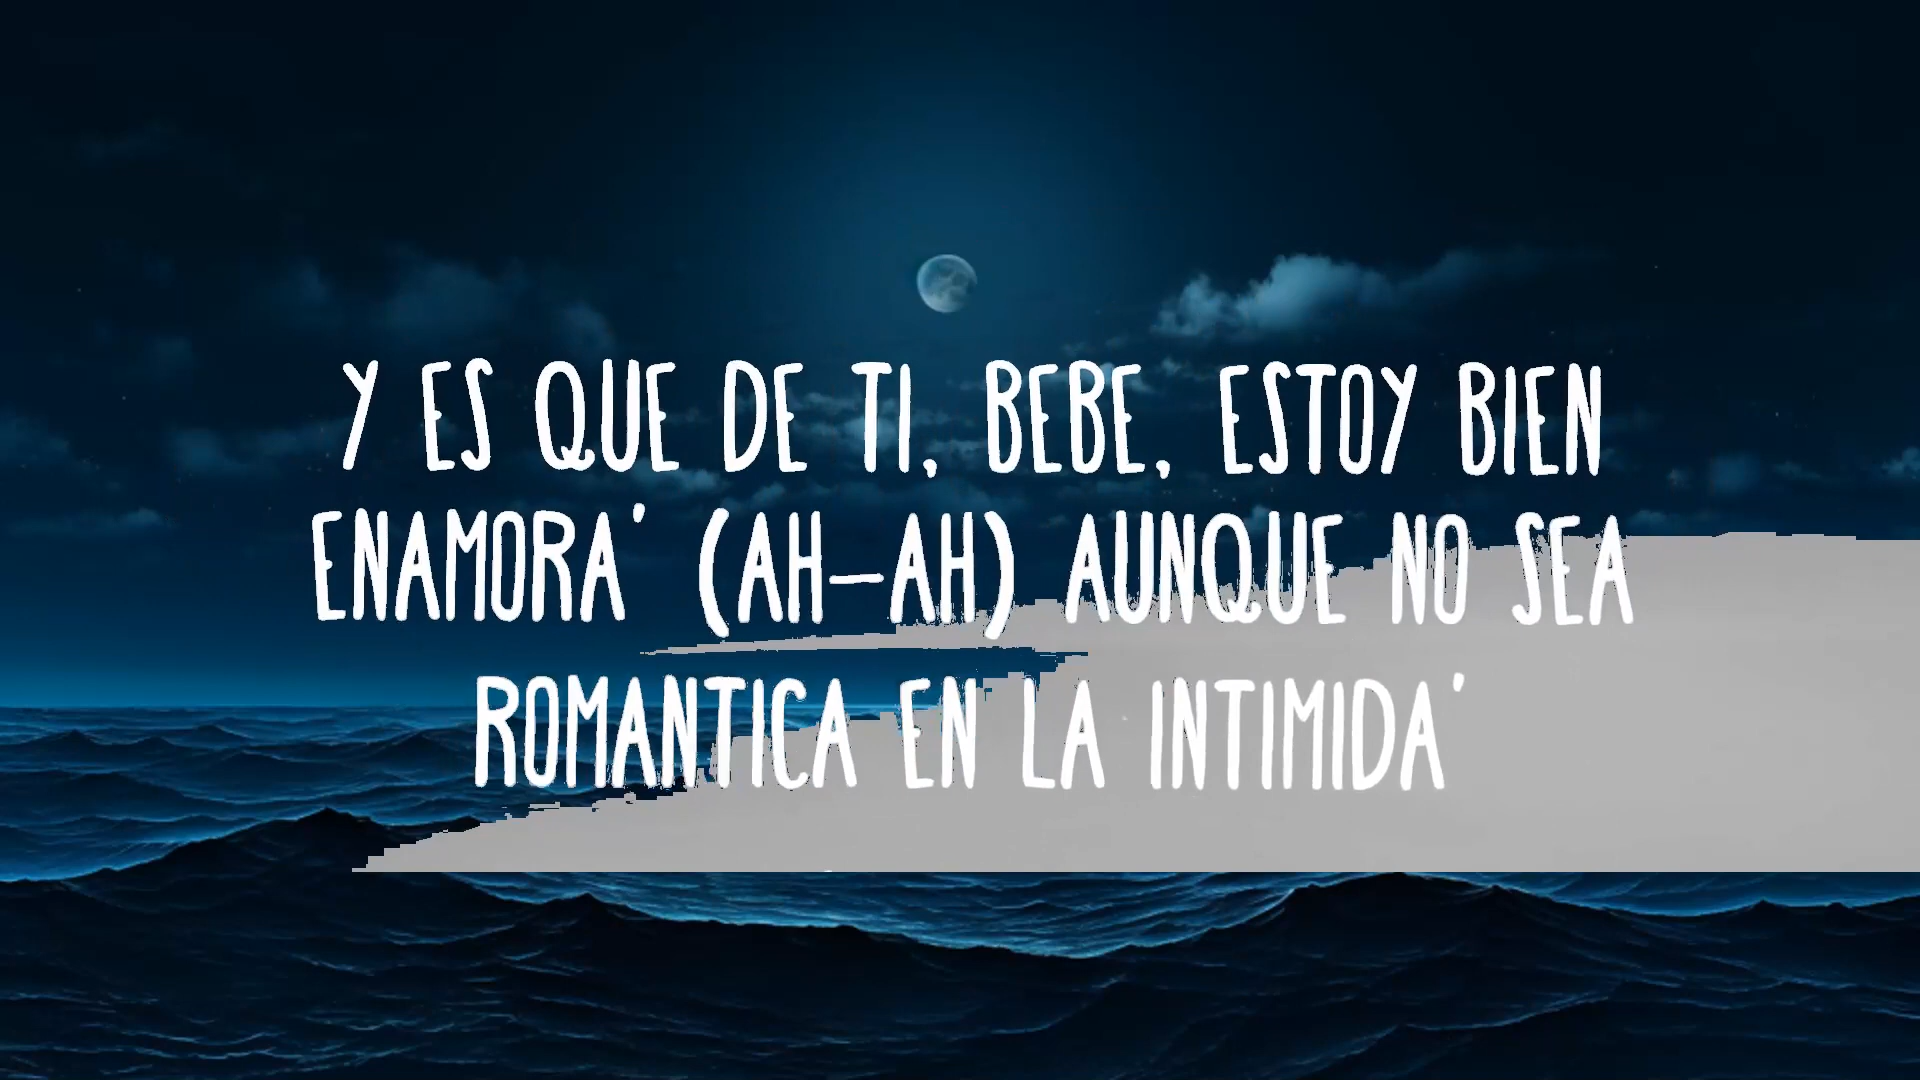 Y ES QUE DE TI, BEBE, ESTOY BIEN
ENAMORA' (AH-AH) AUNQUE NO SEA
ROMANTICA EN LA INTIMIDA'